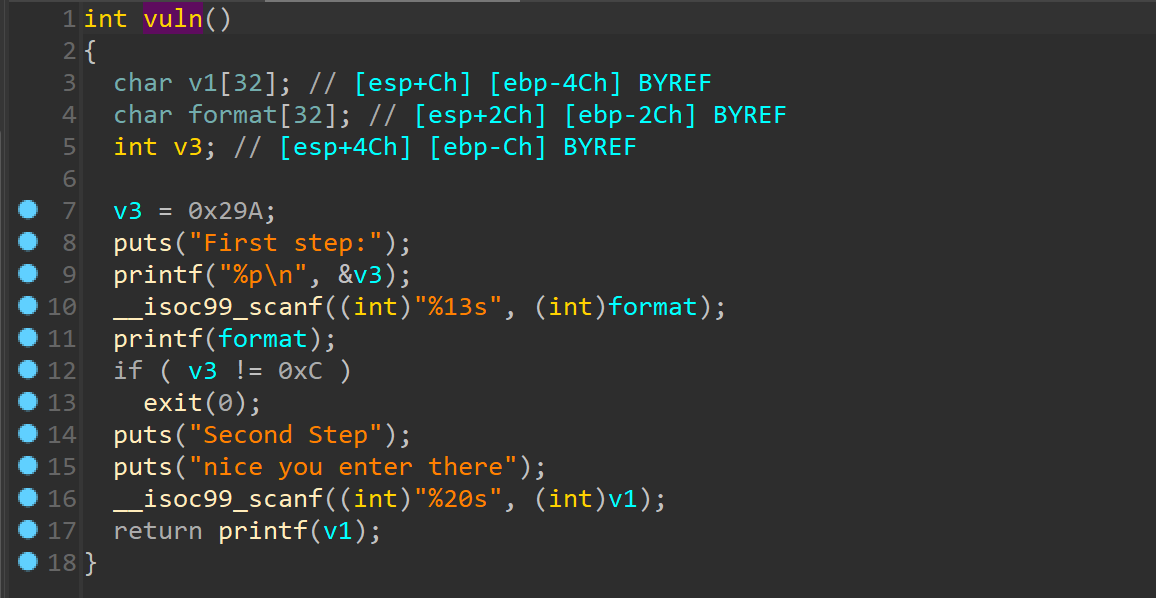 1 int vuln()
2 {
3   char v1[32]; // [esp+Ch] [ebp-4Ch] BYREF
4   char format[32]; // [esp+2Ch] [ebp-2Ch] BYREF
5   int v3; // [esp+4Ch] [ebp-Ch] BYREF
6
7   v3 = 0x29A;
8   puts("First step:");
9   printf("%p\n", &v3);
10   __isoc99_scanf((int)"%13s", (int)format);
11   printf(format);
12   if ( v3 != 0xC )
13     exit(0);
14   puts("Second Step");
15   puts("nice you enter there");
16   __isoc99_scanf((int)"%20s", (int)v1);
17   return printf(v1);
18 }